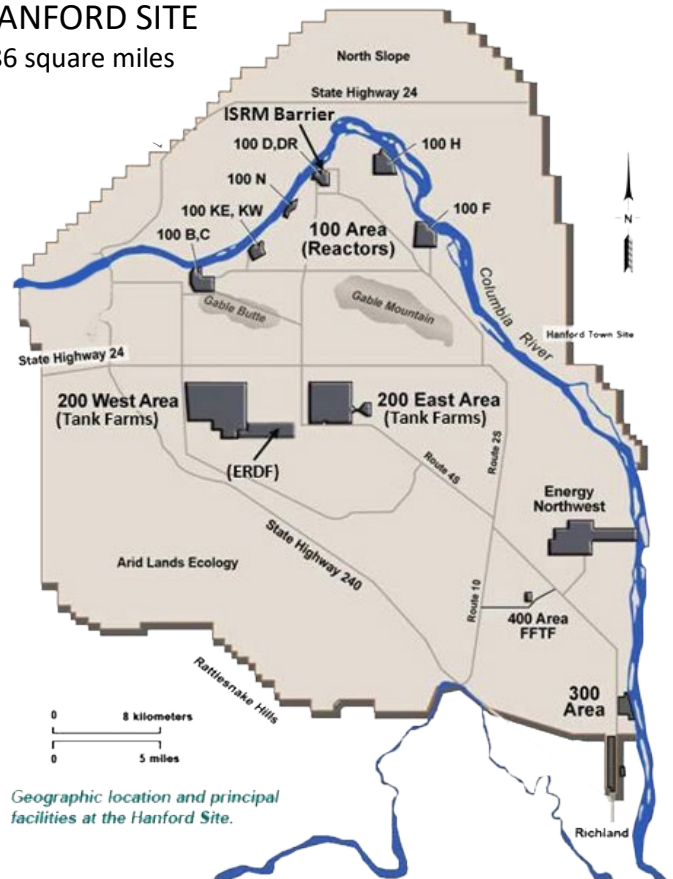 ANFORD SITE
36 square miles
North Slope
State Highway 24
ISRM Barrier
100 D,DR
100 H
100 N
100 KE, KW
100 F
100 B,C
100 Area
(Reactors)
Gable Butte
Gable Mountain
Columbia River
N
Hanford Town Site
State Highway 24
200 West Area
(Tank Farms)
200 East Area
(Tank Farms)
(ERDF)
Route 4S
Route 2S
Energy
Northwest
State Highway 240
Arid Lands Ecology
Route 10
400 Area
FFTF
Rattlesnake Hills
300
Area
0 8 kilometers
0 5 miles
Geographic location and principal
facilities at the Hanford Site.
Richland